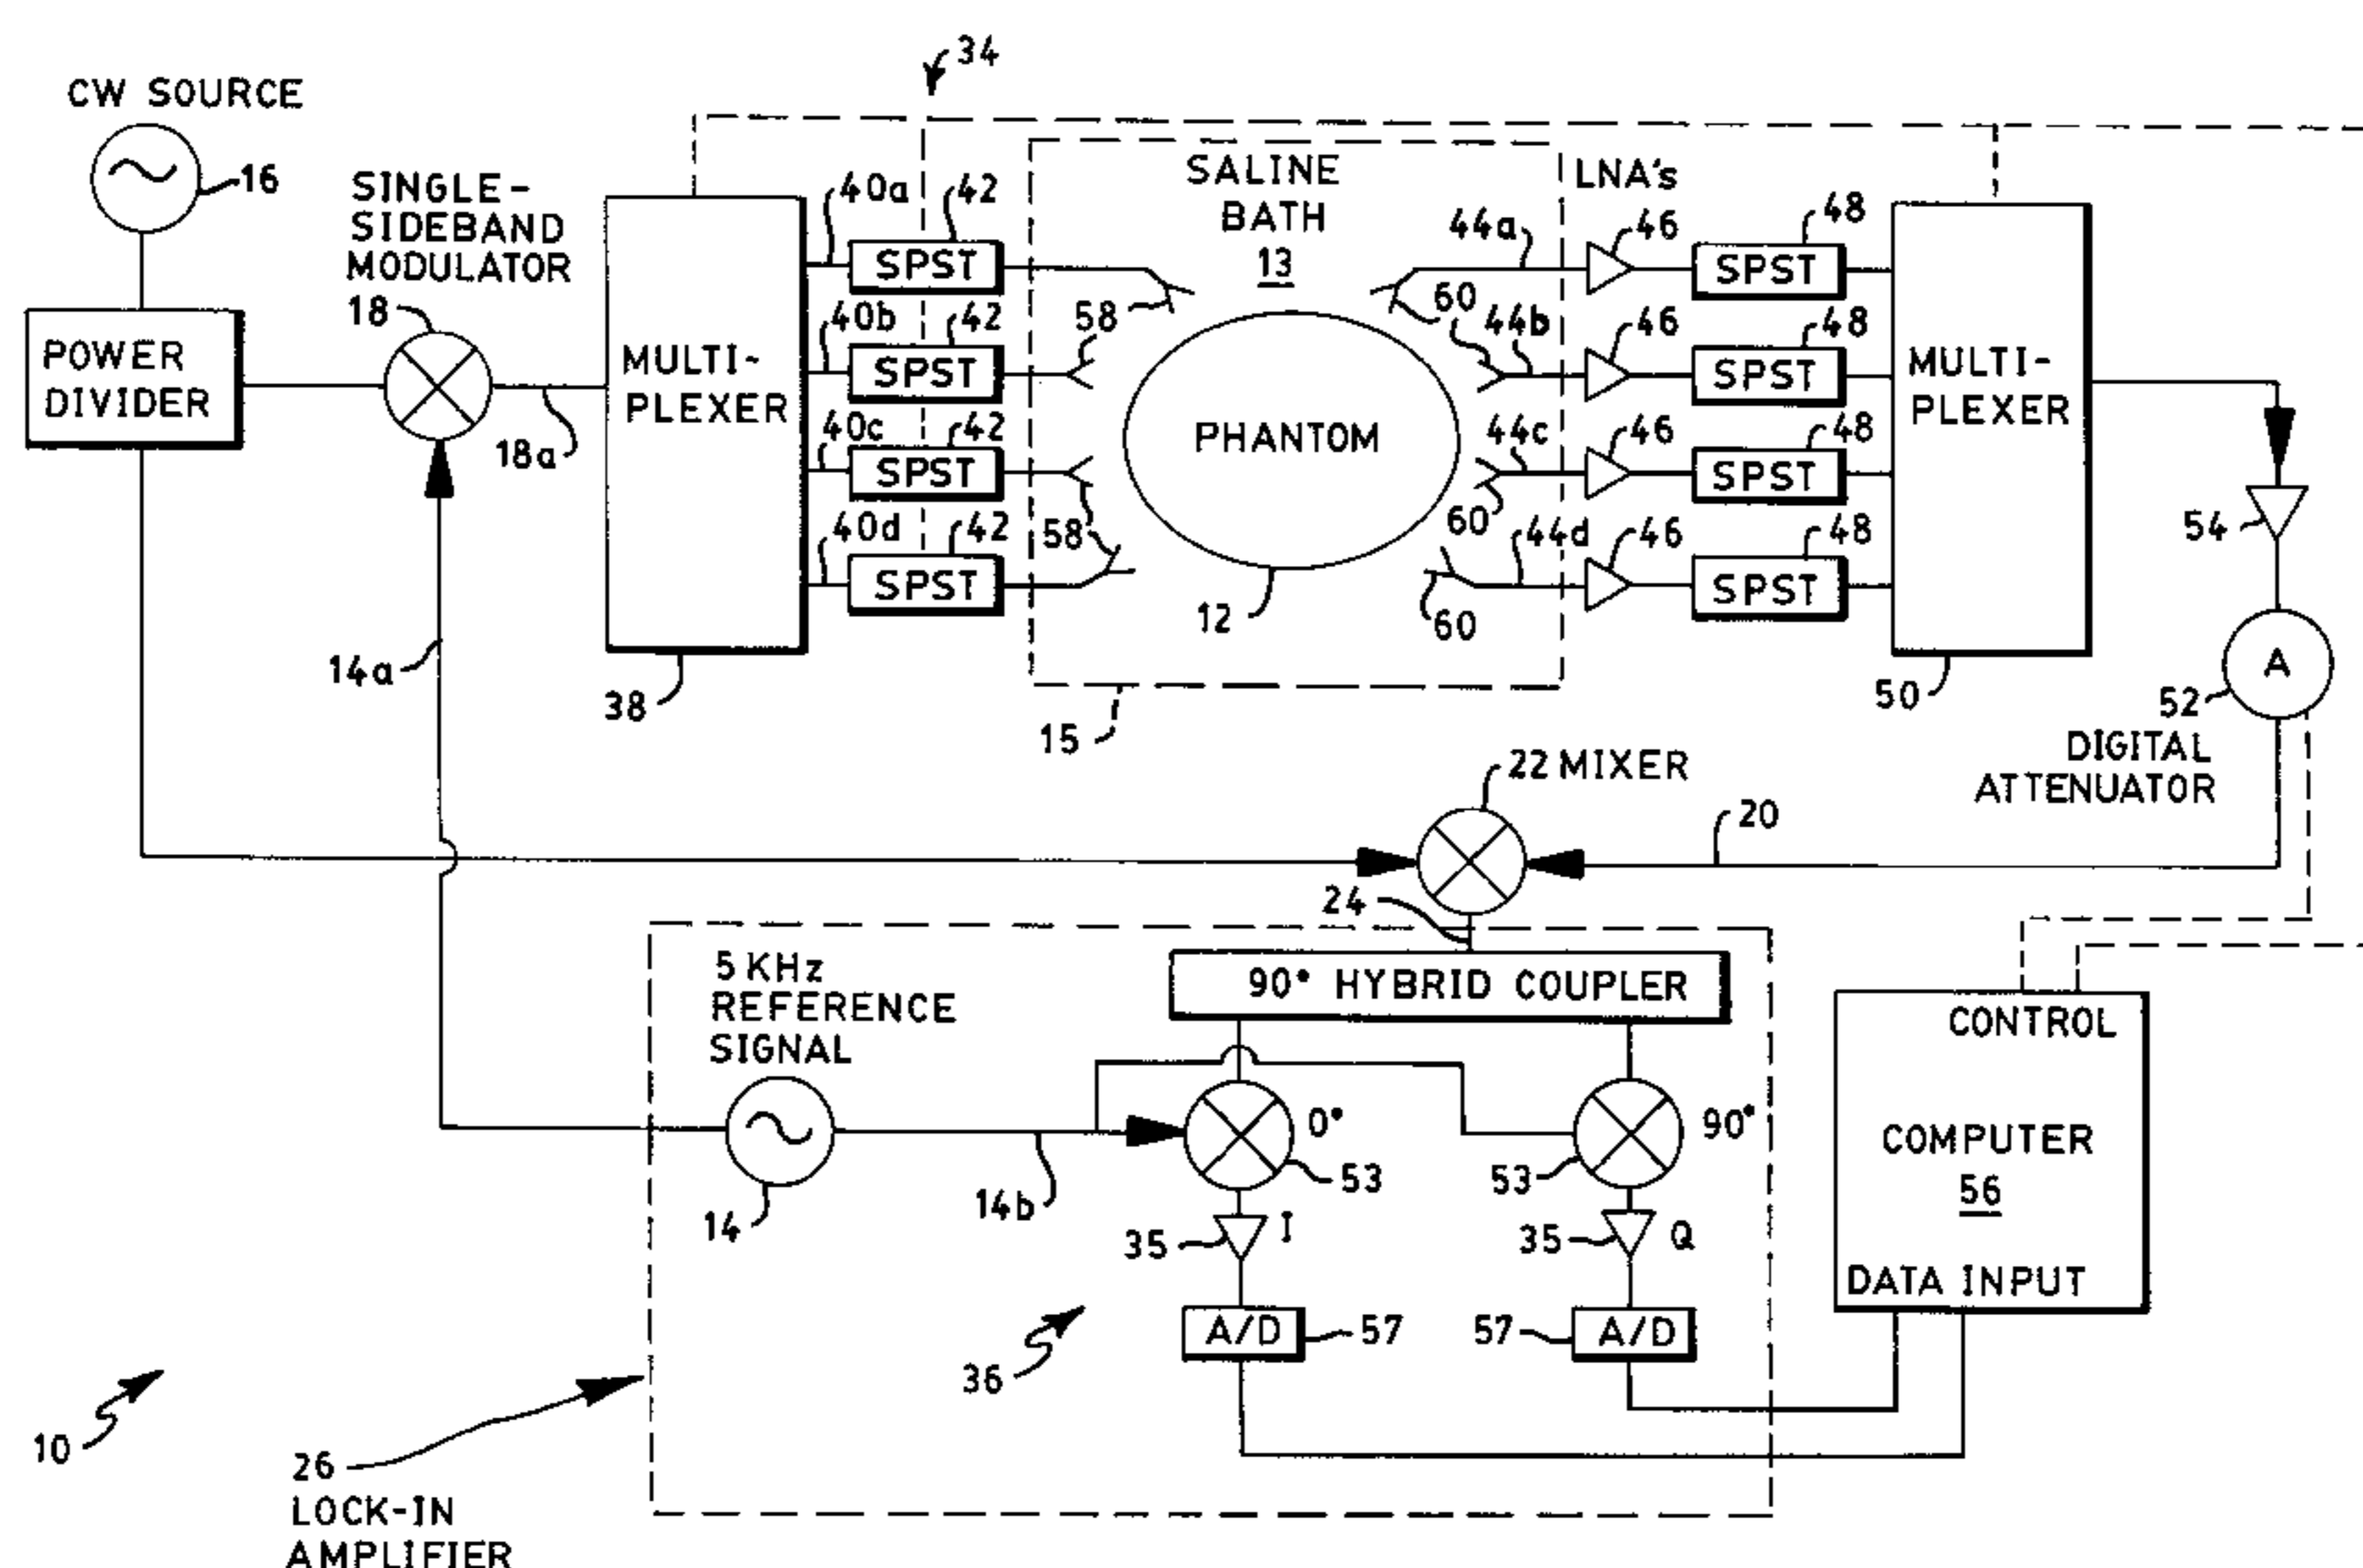 34
CW SOURCE
16
SINGLE-
SIDEBAND
MODULATOR
18
POWER
DIVIDER
18a
14a
MULTI-
PLEXER
38
40a
42
SPST
40b
42
SPST
40c
42
SPST
40d
42
SPST
SALINE
BATH
13
58
58
PHANTOM
12
15
44a
60
44b
44c
60
44d
60
LNA's
46
46
46
46
48
SPST
48
SPST
48
SPST
48
SPST
MULTI-
PLEXER
50
54
A
52
DIGITAL
ATTENUATOR
22 MIXER
20
24
5 KHz
REFERENCE
SIGNAL
14
14b
90° HYBRID COUPLER
0°
53
90°
53
35
I
35
Q
36
A/D
57
57
A/D
CONTROL
COMPUTER
56
DATA INPUT
10
26
LOCK-IN
AMPLIFIER